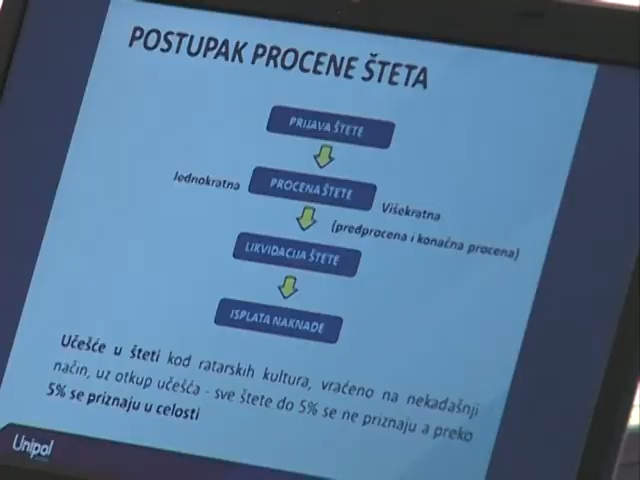 POSTUPAK PROCENE ŠTETA
PRIJAVA ŠTETE
Jednokratna
PROCENA ŠTETE
Višekratna
(predprocena i konačna procena)
LIKVIDACIJA ŠTETE
ISPLATA NAKNADE
Učešće u šteti kod ratarskih kultura, vraćeno na nekadašnji
način, uz otkup učešća - sve štete do 5% se ne priznaju a preko
5% se priznaju u celosti
Unipol